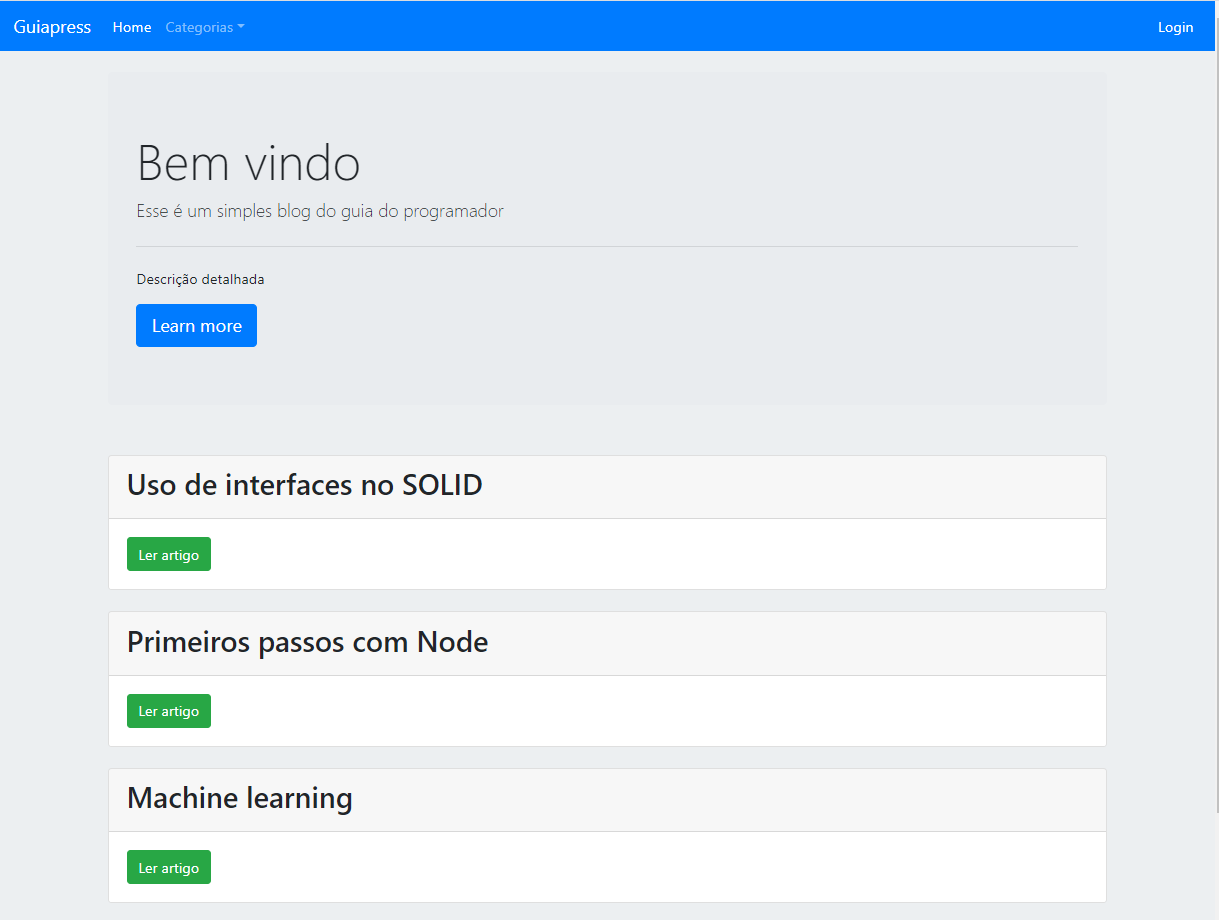 Guiapress Home Categorias Login
Bem vindo
Esse é um simples blog do guia do programador
Descrição detalhada
Learn more
Uso de interfaces no SOLID
Ler artigo
Primeiros passos com Node
Ler artigo
Machine learning
Ler artigo